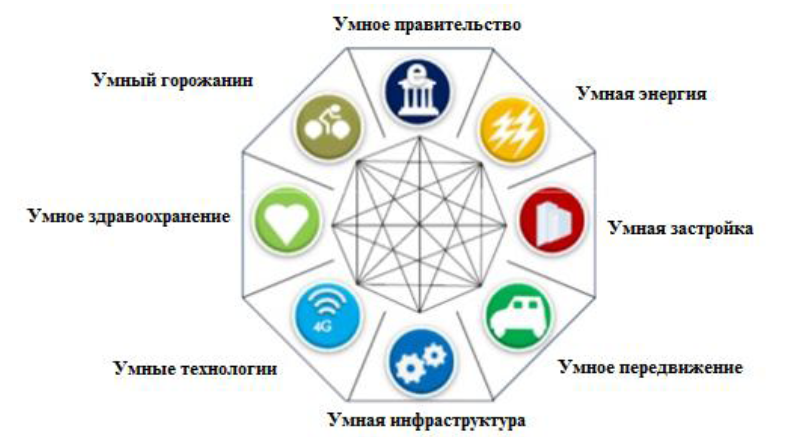 Умное правительство
Умный горожанин
Умная энергия
Умное здравоохранение
Умная застройка
4G
Умные технологии
Умное передвижение
Умная инфраструктура